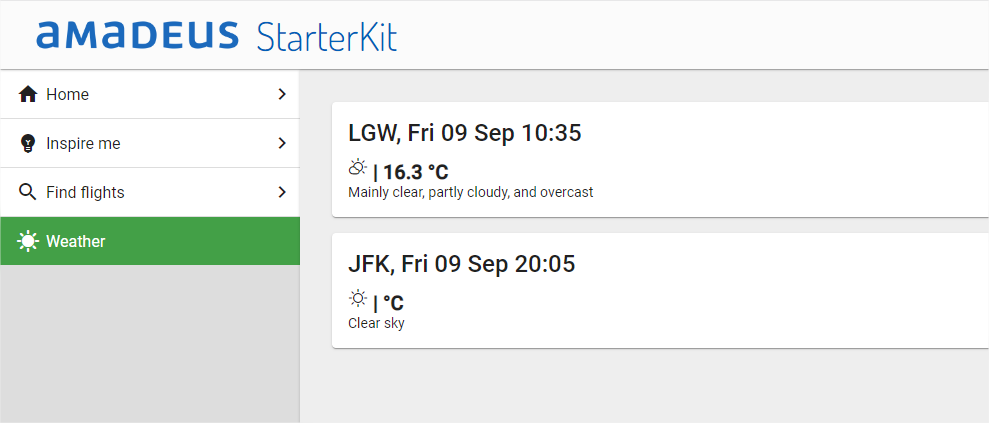 amadeus StarterKit
Home
Inspire me
Find flights
Weather
LGW, Fri 09 Sep 10:35
| 16.3 °C
Mainly clear, partly cloudy, and overcast
JFK, Fri 09 Sep 20:05
| °C
Clear sky